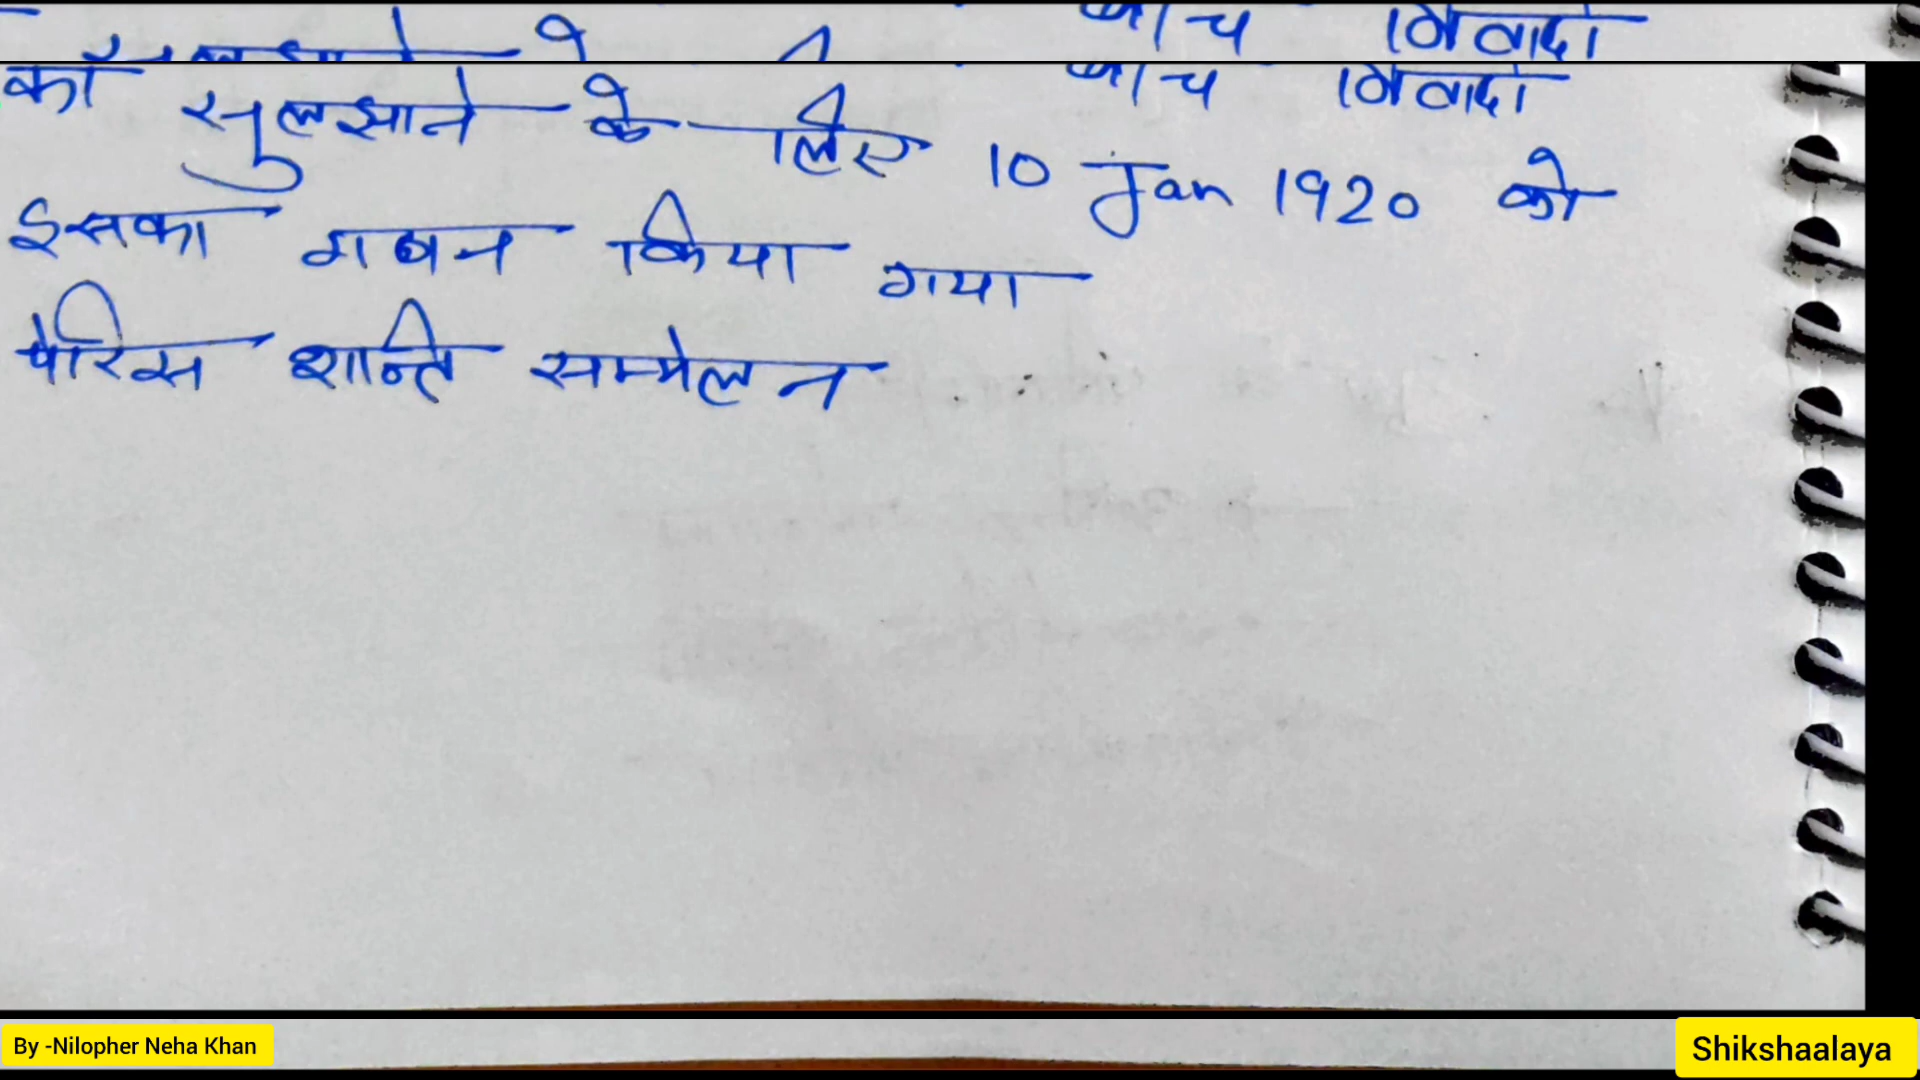 बीच विवादों
को सुलझाने के लिए 10 Jan 1920 को
इसका गठन किया गया
पेरिस शान्ति सम्मेलन
By -Nilopher Neha Khan
Shikshaalaya